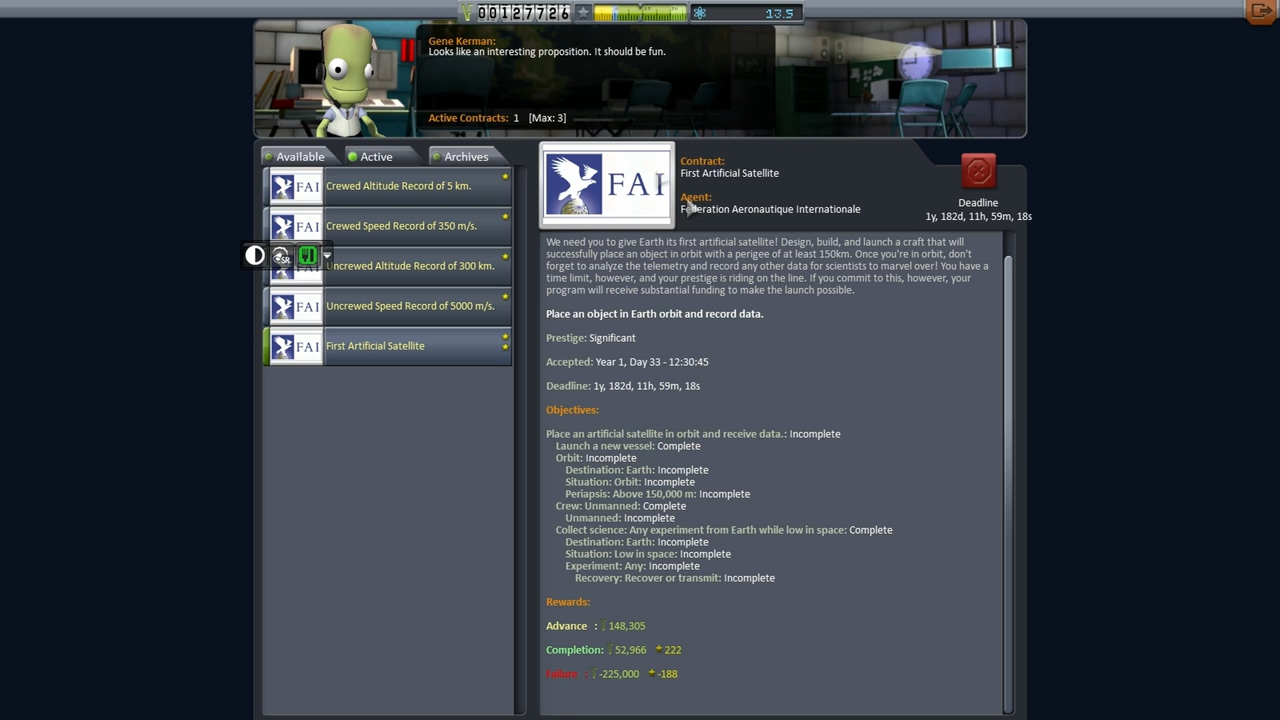 00127726
13.5
Gene Kerman:
Looks like an interesting proposition. It should be fun.
Active Contracts: 1 [Max: 3]
Available
Active
Archives
FAI
Crewed Altitude Record of 5 km.
FAI
Crewed Speed Record of 350 m/s.
SR
Uncrewed Altitude Record of 300 km.
FAI
Uncrewed Speed Record of 5000 m/s.
FAI
First Artificial Satellite
FAI
Contract:
First Artificial Satellite
Agent:
Federation Aeronautique Internationale
Deadline
1y, 182d, 11h, 59m, 18s
We need you to give Earth its first artificial satellite! Design, build, and launch a craft that will
successfully place an object in orbit with a perigee of at least 150km. Once you're in orbit, don't
forget to analyze the telemetry and record any other data for scientists to marvel over! You have a
time limit, however, and your prestige is riding on the line. If you commit to this, however, your
program will receive substantial funding to make the launch possible.
Place an object in Earth orbit and record data.
Prestige: Significant
Accepted: Year 1, Day 33 - 12:30:45
Deadline: 1y, 182d, 11h, 59m, 18s
Objectives:
Place an artificial satellite in orbit and receive data.: Incomplete
Launch a new vessel: Complete
Orbit: Incomplete
Destination: Earth: Incomplete
Situation: Orbit: Incomplete
Periapsis: Above 150,000 m: Incomplete
Crew: Unmanned: Complete
Unmanned: Incomplete
Collect science: Any experiment from Earth while low in space: Complete
Destination: Earth: Incomplete
Situation: Low in space: Incomplete
Experiment: Any: Incomplete
Recovery: Recover or transmit: Incomplete
Rewards:
Advance : 148,305
Completion: 52,966 222
Failure : -225,000 -188